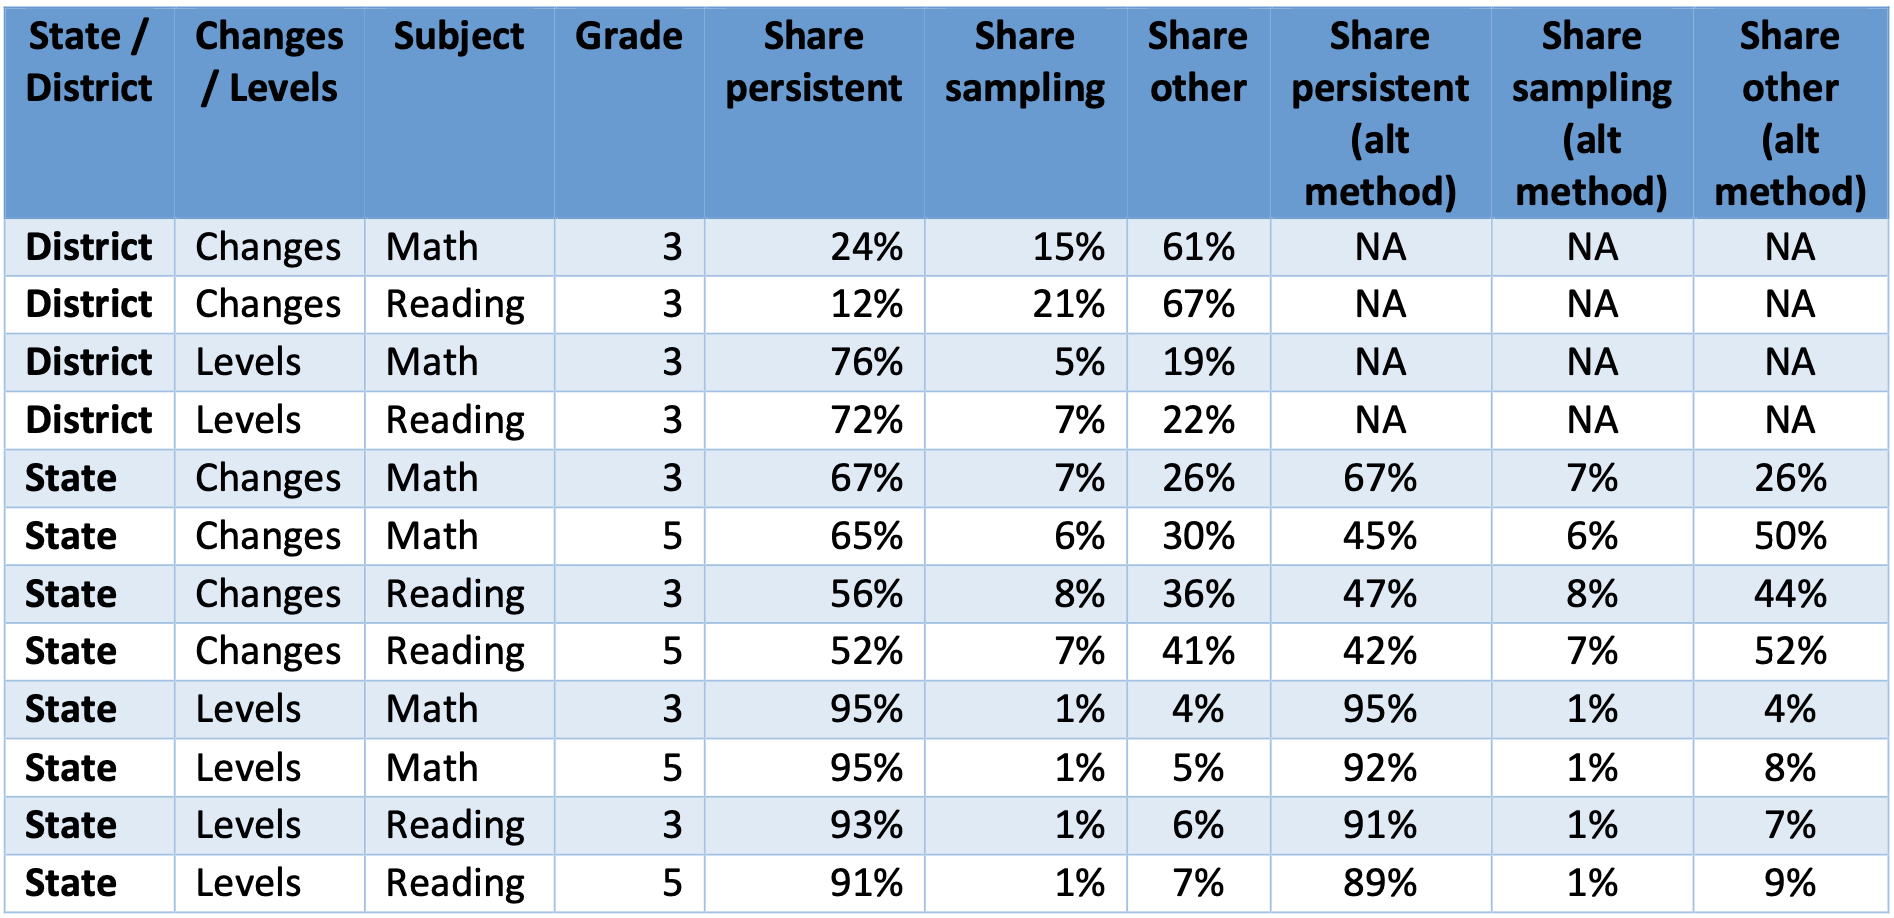 State / District | Changes / Levels | Subject | Grade | Share persistent | Share sampling | Share other | Share persistent (alt method) | Share sampling (alt method) | Share other (alt method)
District | Changes | Math | 3 | 24% | 15% | 61% | NA | NA | NA
District | Changes | Reading | 3 | 12% | 21% | 67% | NA | NA | NA
District | Levels | Math | 3 | 76% | 5% | 19% | NA | NA | NA
District | Levels | Reading | 3 | 72% | 7% | 22% | NA | NA | NA
State | Changes | Math | 3 | 67% | 7% | 26% | 67% | 7% | 26%
State | Changes | Math | 5 | 65% | 6% | 30% | 45% | 6% | 50%
State | Changes | Reading | 3 | 56% | 8% | 36% | 47% | 8% | 44%
State | Changes | Reading | 5 | 52% | 7% | 41% | 42% | 7% | 52%
State | Levels | Math | 3 | 95% | 1% | 4% | 95% | 1% | 4%
State | Levels | Math | 5 | 95% | 1% | 5% | 92% | 1% | 8%
State | Levels | Reading | 3 | 93% | 1% | 6% | 91% | 1% | 7%
State | Levels | Reading | 5 | 91% | 1% | 7% | 89% | 1% | 9%